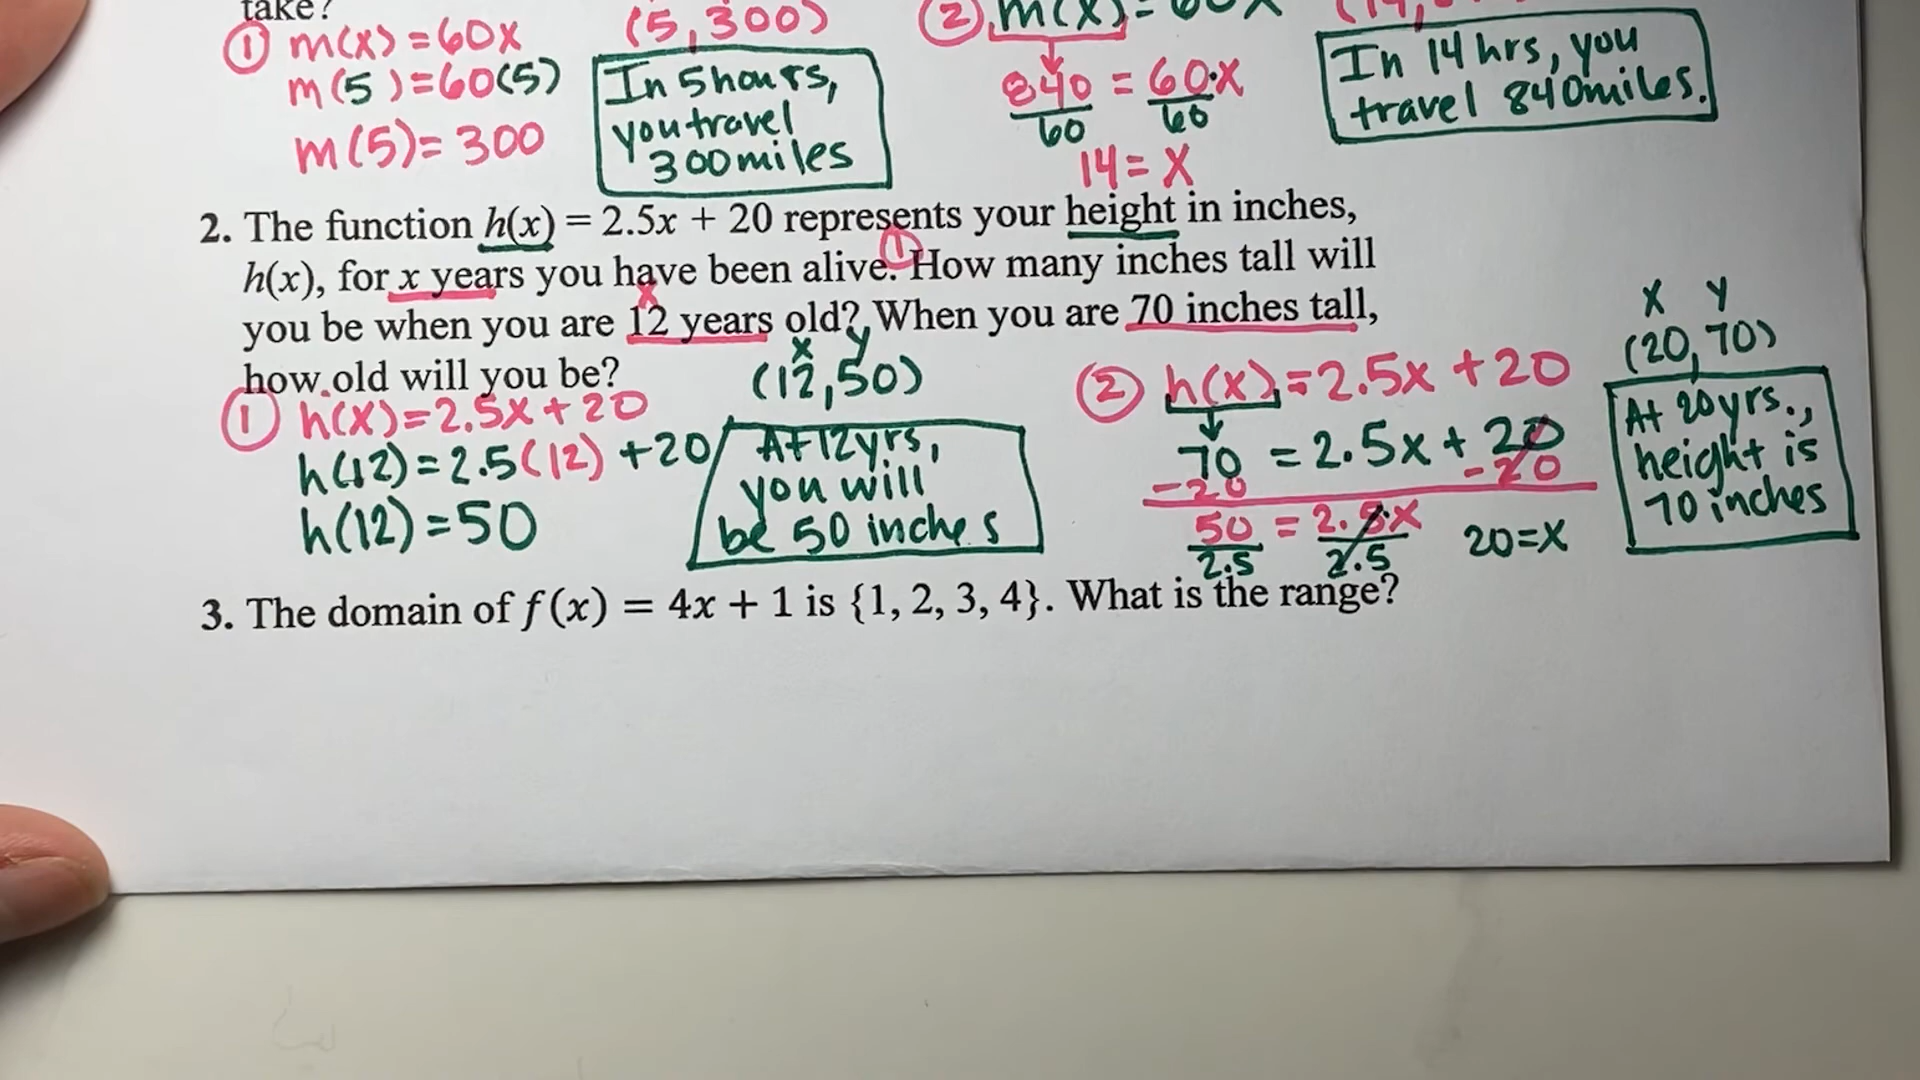 take?
① m(x) = 60x
m(5) = 60(5)
m(5) = 300
(5, 300)
In 5 hours,
you travel
300 miles
② m(x) = 60x
840 = 60·x
60 60
14 = x
In 14 hrs, you
travel 840 miles.
2. The function h(x) = 2.5x + 20 represents your height in inches,
h(x), for x years you have been alive. ① How many inches tall will
x
you be when you are 12 years old? When you are 70 inches tall,
how old will you be?
x y
(12, 50)
① h(x) = 2.5x + 20
h(12) = 2.5(12) + 20
h(12) = 50
At 12 yrs,
you will
be 50 inches
② h(x) = 2.5x + 20
70 = 2.5x + 20
-20 -20
50 = 2.5·x
2.5 2.5
20 = x
x y
(20, 70)
At 20 yrs.,
height is
70 inches
3. The domain of f(x) = 4x + 1 is {1, 2, 3, 4}. What is the range?